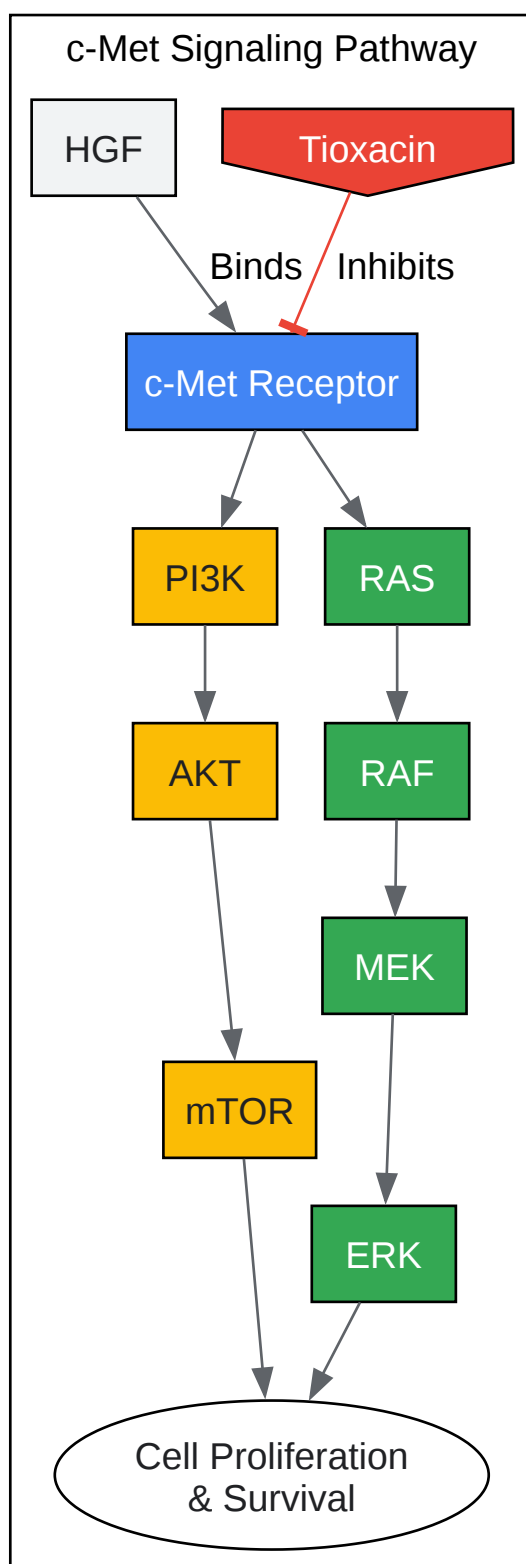 c-Met Signaling Pathway
HGF
Tioxacin
Binds
Inhibits
c-Met Receptor
PI3K
RAS
AKT
RAF
MEK
mTOR
ERK
Cell Proliferation
& Survival